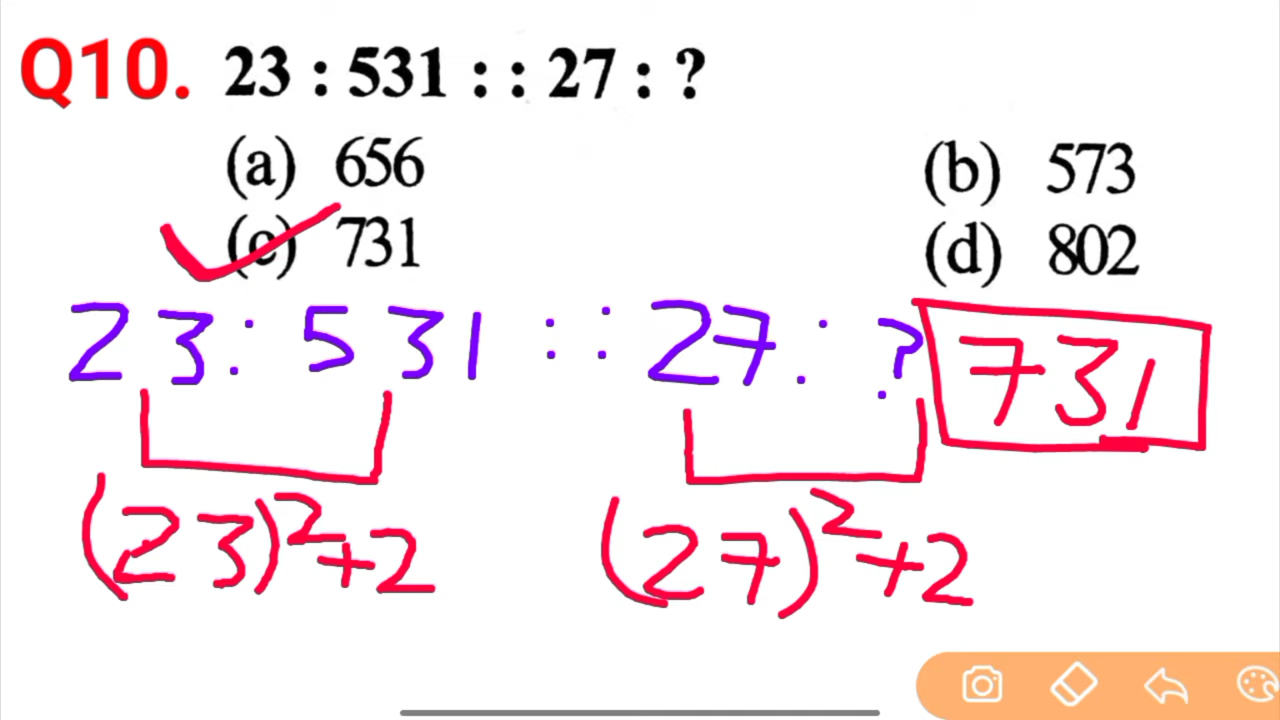 Q10. 23 : 531 : : 27 : ?
(a) 656 (b) 573
(c) 731 (d) 802
23 : 531 :: 27 : ? 731
(23)²+2 (27)²+2